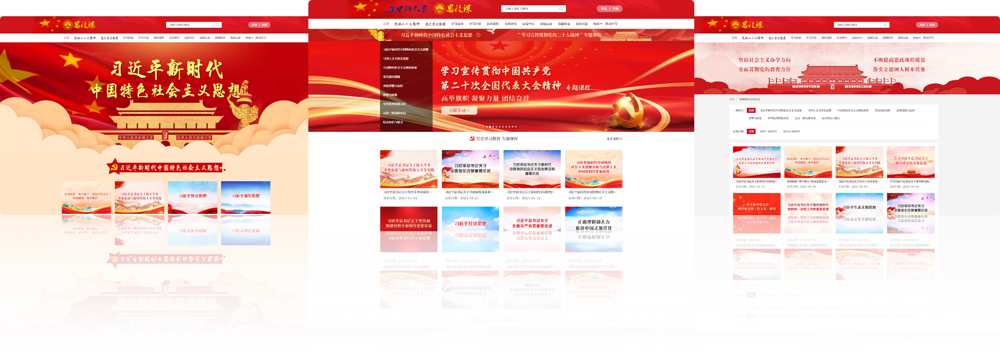 思政课
请输入课程关键词
登录 | 注册
首页 党的二十大精神 党史学习教育 学习进展 学习计划 我的课程 名师讲堂 试卷中心 错题记录 错题组卷 我的试卷 检索 移动学习
习近平新时代
中国特色社会主义思想
中华人民共和国万岁
世界人民大团结万岁
习近平新时代中国特色社会主义思想
深刻领悟“两个确立”的决定性意义
坚决做到“两个维护”
习近平总书记关于伟大斗争
重要论述与新时代伟大斗争实践
习近平外交思想
习近平强军思想
中科教育
思政课
请输入课程关键词
登录 | 注册
首页 党的二十大精神 党史学习教育 学习进展 学习计划 我的课程 名师讲堂 试卷中心 错题记录 错题组卷 我的试卷 检索 移动学习
习近平新时代中国特色社会主义思想
“学习宣传贯彻党的二十大精神”专题课程
习近平新时代中国特色社会主义思想
马列主义毛泽东思想
中国特色社会主义理论体系
党史国史国情
思想道德与法治
形势与政策
中华优秀传统文化
五位一体总体布局
综合知识与能力
学习宣传贯彻中国共产党
第二十次全国代表大会精神 专题课程
高举旗帜 凝聚力量 团结奋进
立即学习>>
党史学习教育 专题课程
更多课程>>
习近平总书记关于伟大斗争
重要论述与新时代伟大斗争实践
习近平总书记关于
全面深化改革重要论述
习近平总书记关于新时代
中国特色社会主义政治建设的
重要论述
习近平新时代中国特色
社会主义思想开辟马克思主义
中国化时代化新境界
习近平总书记关于伟大斗争重要论…
发布日期：2023-05-04
习近平总书记关于全面深化改革重…
发布日期：2023-04-21
习近平总书记关于新时代中国特色…
发布日期：2023-04-19
习近平新时代中国特色社会主义思…
发布日期：2023-04-18
习近平总书记关于坚持和
加强党的全面领导重要论述
习近平经济思想
习近平总书记关于
全面从严治党重要论述
正确理解和大力
推进中国式现代化
思政课
请输入课程关键词
登录 | 注册
首页 党的二十大精神 党史学习教育 学习进展 学习计划 我的课程 名师讲堂 试卷中心 错题记录 错题组卷 我的试卷 检索 移动学习
坚持社会主义办学方向
全面贯彻党的教育方针
不断提高思政课程质量
落实立德树人根本任务
中华人民共和国万岁
世界人民大团结万岁
首页 / 资源检索总列表页
一级栏目： 全部 习近平新时代中国特色社会主义思想 马列主义毛泽东思想 中国特色社会主义理论体系 党史国史国情 思想道德与法治
形势与政策 中华优秀传统文化 五位一体总体布局 综合知识与能力
发布日期： 全部 2021-2023年 2016-2020年
习近平总书记关于新时代中国特色
社会主义社会建设的重要论述
深刻领悟“两个确立”的决定性意义
坚决做到“两个维护”
习近平总书记关于伟大斗争
重要论述与新时代伟大斗争实践
学习习近平总书记关于
调查研究的重要论述
习近平总书记关于新时代中国特色…
发布日期：2023-05-12
深刻领悟“两个确立”的决定性意义…
发布日期：2023-05-06
习近平总书记关于伟大斗争重要论…
发布日期：2023-05-04
学习习近平总书记关于调查研究的…
发布日期：2023-04-28
《关于在全党大兴
调查研究的工作方案》解读
习近平总书记关于做好新时代
党的统一战线工作的重要思想
习近平生态文明思想
习近平总书记关于
全面深化改革重要论述